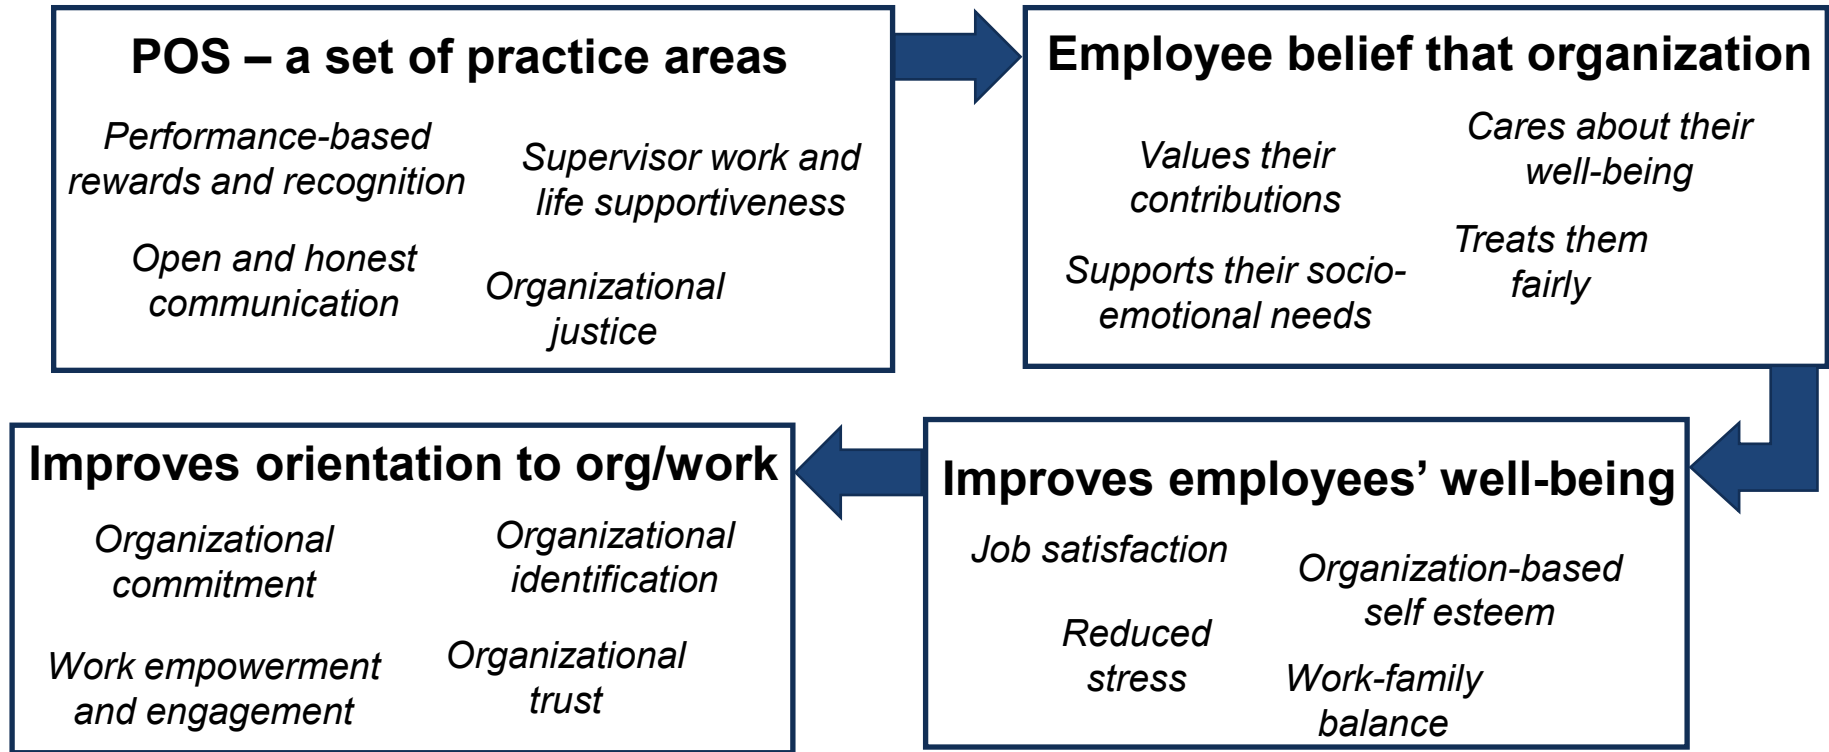 POS – a set of practice areas
Performance-based
rewards and recognition
Supervisor work and
life supportiveness
Open and honest
communication
Organizational
justice
Employee belief that organization
Values their
contributions
Cares about their
well-being
Supports their socio-
emotional needs
Treats them
fairly
Improves employees’ well-being
Job satisfaction
Organization-based
self esteem
Reduced
stress
Work-family
balance
Improves orientation to org/work
Organizational
commitment
Organizational
identification
Work empowerment
and engagement
Organizational
trust